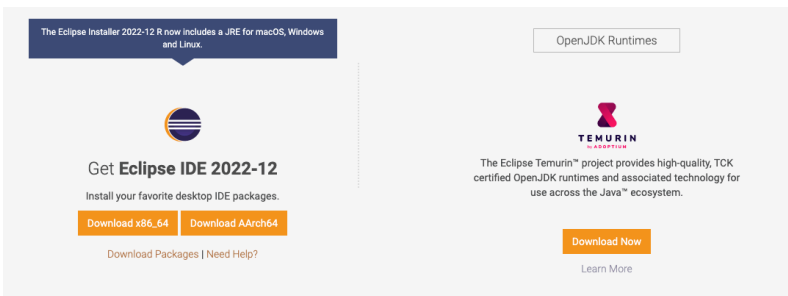 The Eclipse Installer 2022-12 R now includes a JRE for macOS, Windows
and Linux.
Get Eclipse IDE 2022-12
Install your favorite desktop IDE packages.
Download x86_64 Download AArch64
Download Packages | Need Help?
OpenJDK Runtimes
TEMURIN
by ADOPTIUM
The Eclipse Temurin™ project provides high-quality, TCK
certified OpenJDK runtimes and associated technology for
use across the Java™ ecosystem.
Download Now
Learn More